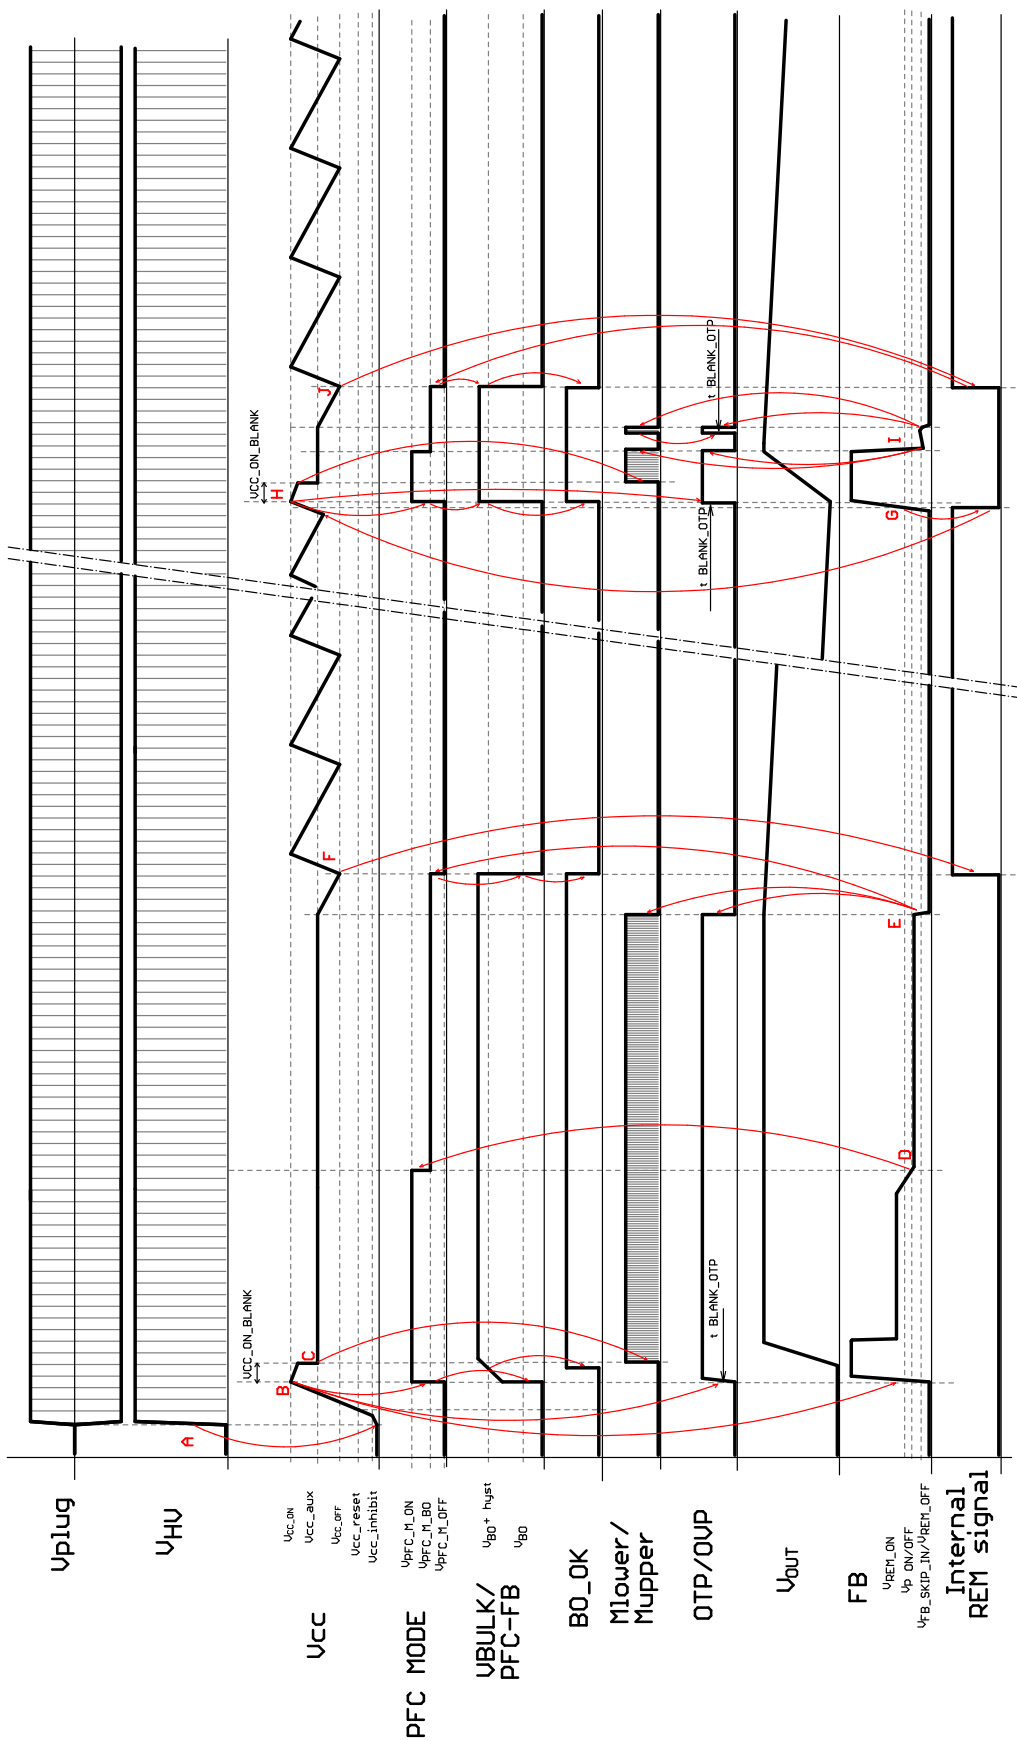 Vplug
VHV
Vcc
VCC_ON
Vcc_aux
VCC_OFF
Vcc_reset
Vcc_inhibit
PFC MODE
VPFC_M_ON
VPFC_M_BO
VPFC_M_OFF
VBULK/
PFC-FB
VBO+ hyst
VBO
BO_OK
Mlower/
Mupper
OTP/OVP
VOUT
FB
VREM_ON
VP ON/OFF
VFB_SKIP_IN/VREM_OFF
Internal
REM signal
A
B
C
VCC_ON_BLANK
t BLANK_OTP
D
E
F
G
H
VCC_ON_BLANK
t BLANK_OTP
I
J
t BLANK_OTP